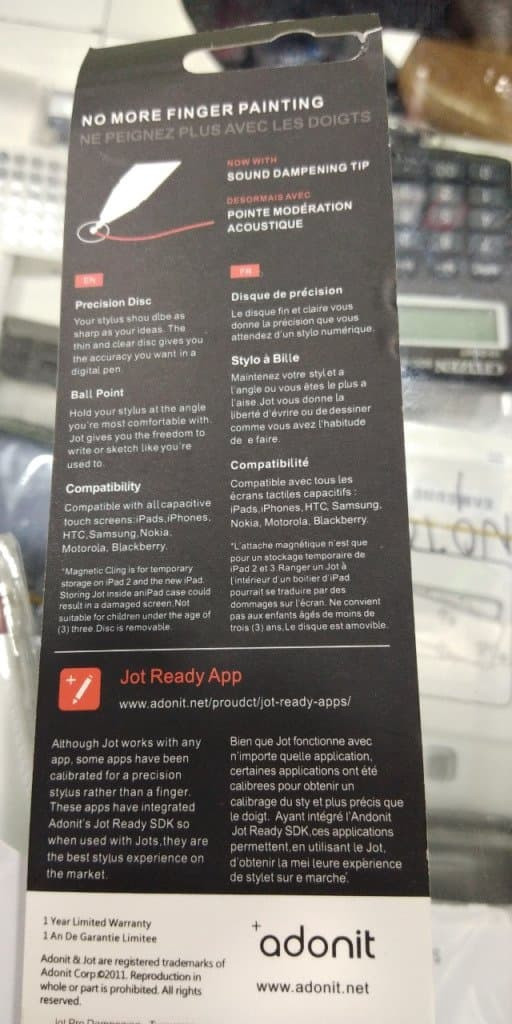 NO MORE FINGER PAINTING
NE PEIGNEZ PLUS AVEC LES DOIGTS
NOW WITH
SOUND DAMPENING TIP
DESORMAIS AVEC
POINTE MODÉRATION
ACOUSTIQUE
EN
Precision Disc
Your stylus shou dlbe as
sharp as your ideas. The
thin and clear disc gives you
the accuracy you want in a
digital pen.
Ball Point
Hold your stylus at the angle
you're most comfortable with.
Jot gives you the freedom to
write or sketch like you're
used to.
Compatibility
Compatible with all capacitive
touch screens:iPads,iPhones,
HTC,Samsung,Nokia,
Motorola, Blackberry.
*Magnetic Cling is for temporary
storage on iPad 2 and the new iPad.
Storing Jot inside aniPad case could
result in a damaged screen.Not
suitable for children under the age of
(3) three.Disc is removable.
FR
Disque de précision
Le disque fin et claire vous
donne la précision que vous
attendez d'un stylo numérique.
Stylo à Bille
Maintenez votre stylet a
l'angle ou vous êtes le plus a
l'aise.Jot vous donne la
liberté d'évrire ou de dessiner
comme vous avez l'habitude
de e faire.
Compatibilité
Compatible avec tous les
écrans tactiles capacitifs :
iPads,iPhones,HTC,Samsung,
Nokia, Motorola, Blackberry.
*L'attache magnétique n'est que
pour un stockage temporaire de
iPad 2 et 3.Ranger un Jot à
l'intérieur d'un boitier d'iPad
pourrait se traduire par des
dommages sur l'écran. Ne convient
pas aux enfants âgés de moins de
trois (3) ans,Le disque est amovible.
Jot Ready App
www.adonit.net/proudct/jot-ready-apps/
Although Jot works with any
app, some apps have been
calibrated for a precision
stylus rather than a finger.
These apps have integrated
Adonit's Jot Ready SDK so
when used with Jots,they are
the best stylus experience on
the market.
Bien que Jot fonctionne avec
n'importe quelle application,
certaines applications ont été
calibrees pour obtenir un
calibrage du sty et plus précis que
le doigt. Ayant intégré l'Andonit
Jot Ready SDK,ces applications
permettent,en utilisant le Jot,
d'obtenir la mei leure expérience
de stylet sur e marche.
1 Year Limited Warranty
1 An De Garantie Limitee
Adonit & Jot are registered trademarks of
Adonit Corp.©2011. Reproduction in
whole or part is prohibited. All rights
reserved.
+adonit
www.adonit.net
CITIZEN